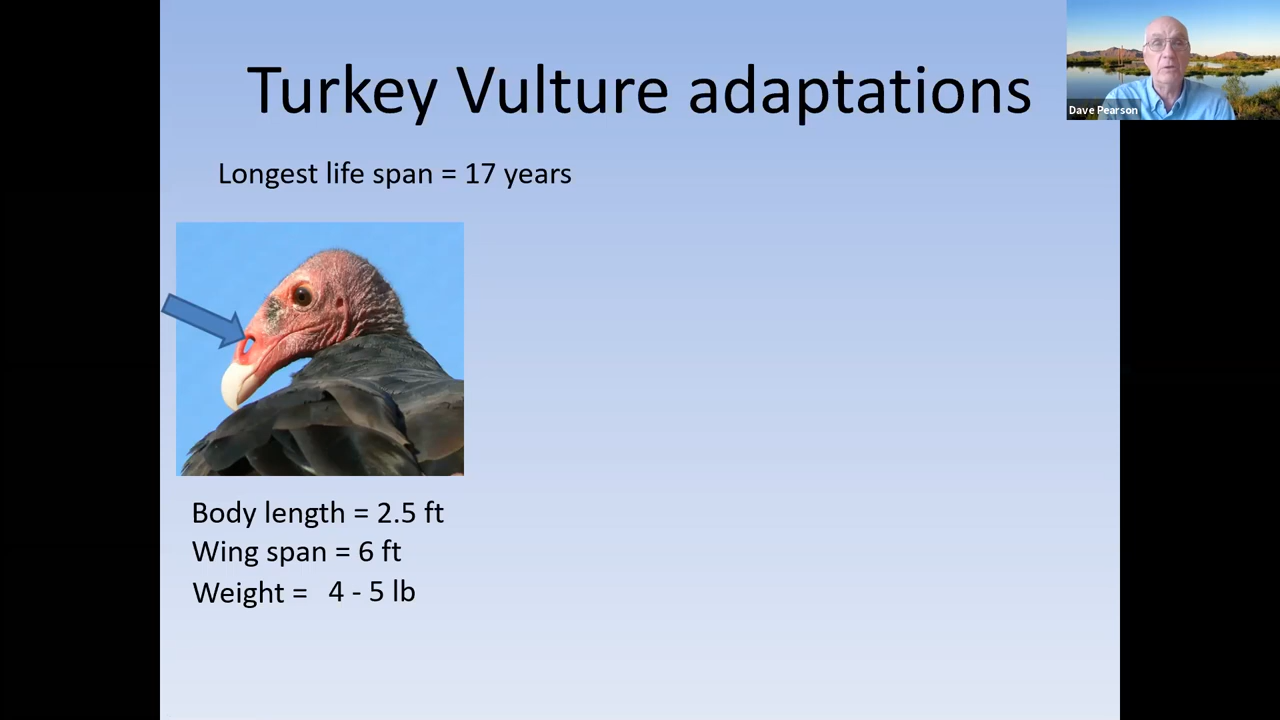 Turkey Vulture adaptations
Dave Pearson
Longest life span = 17 years
Body length = 2.5 ft
Wing span = 6 ft
Weight = 4 - 5 lb